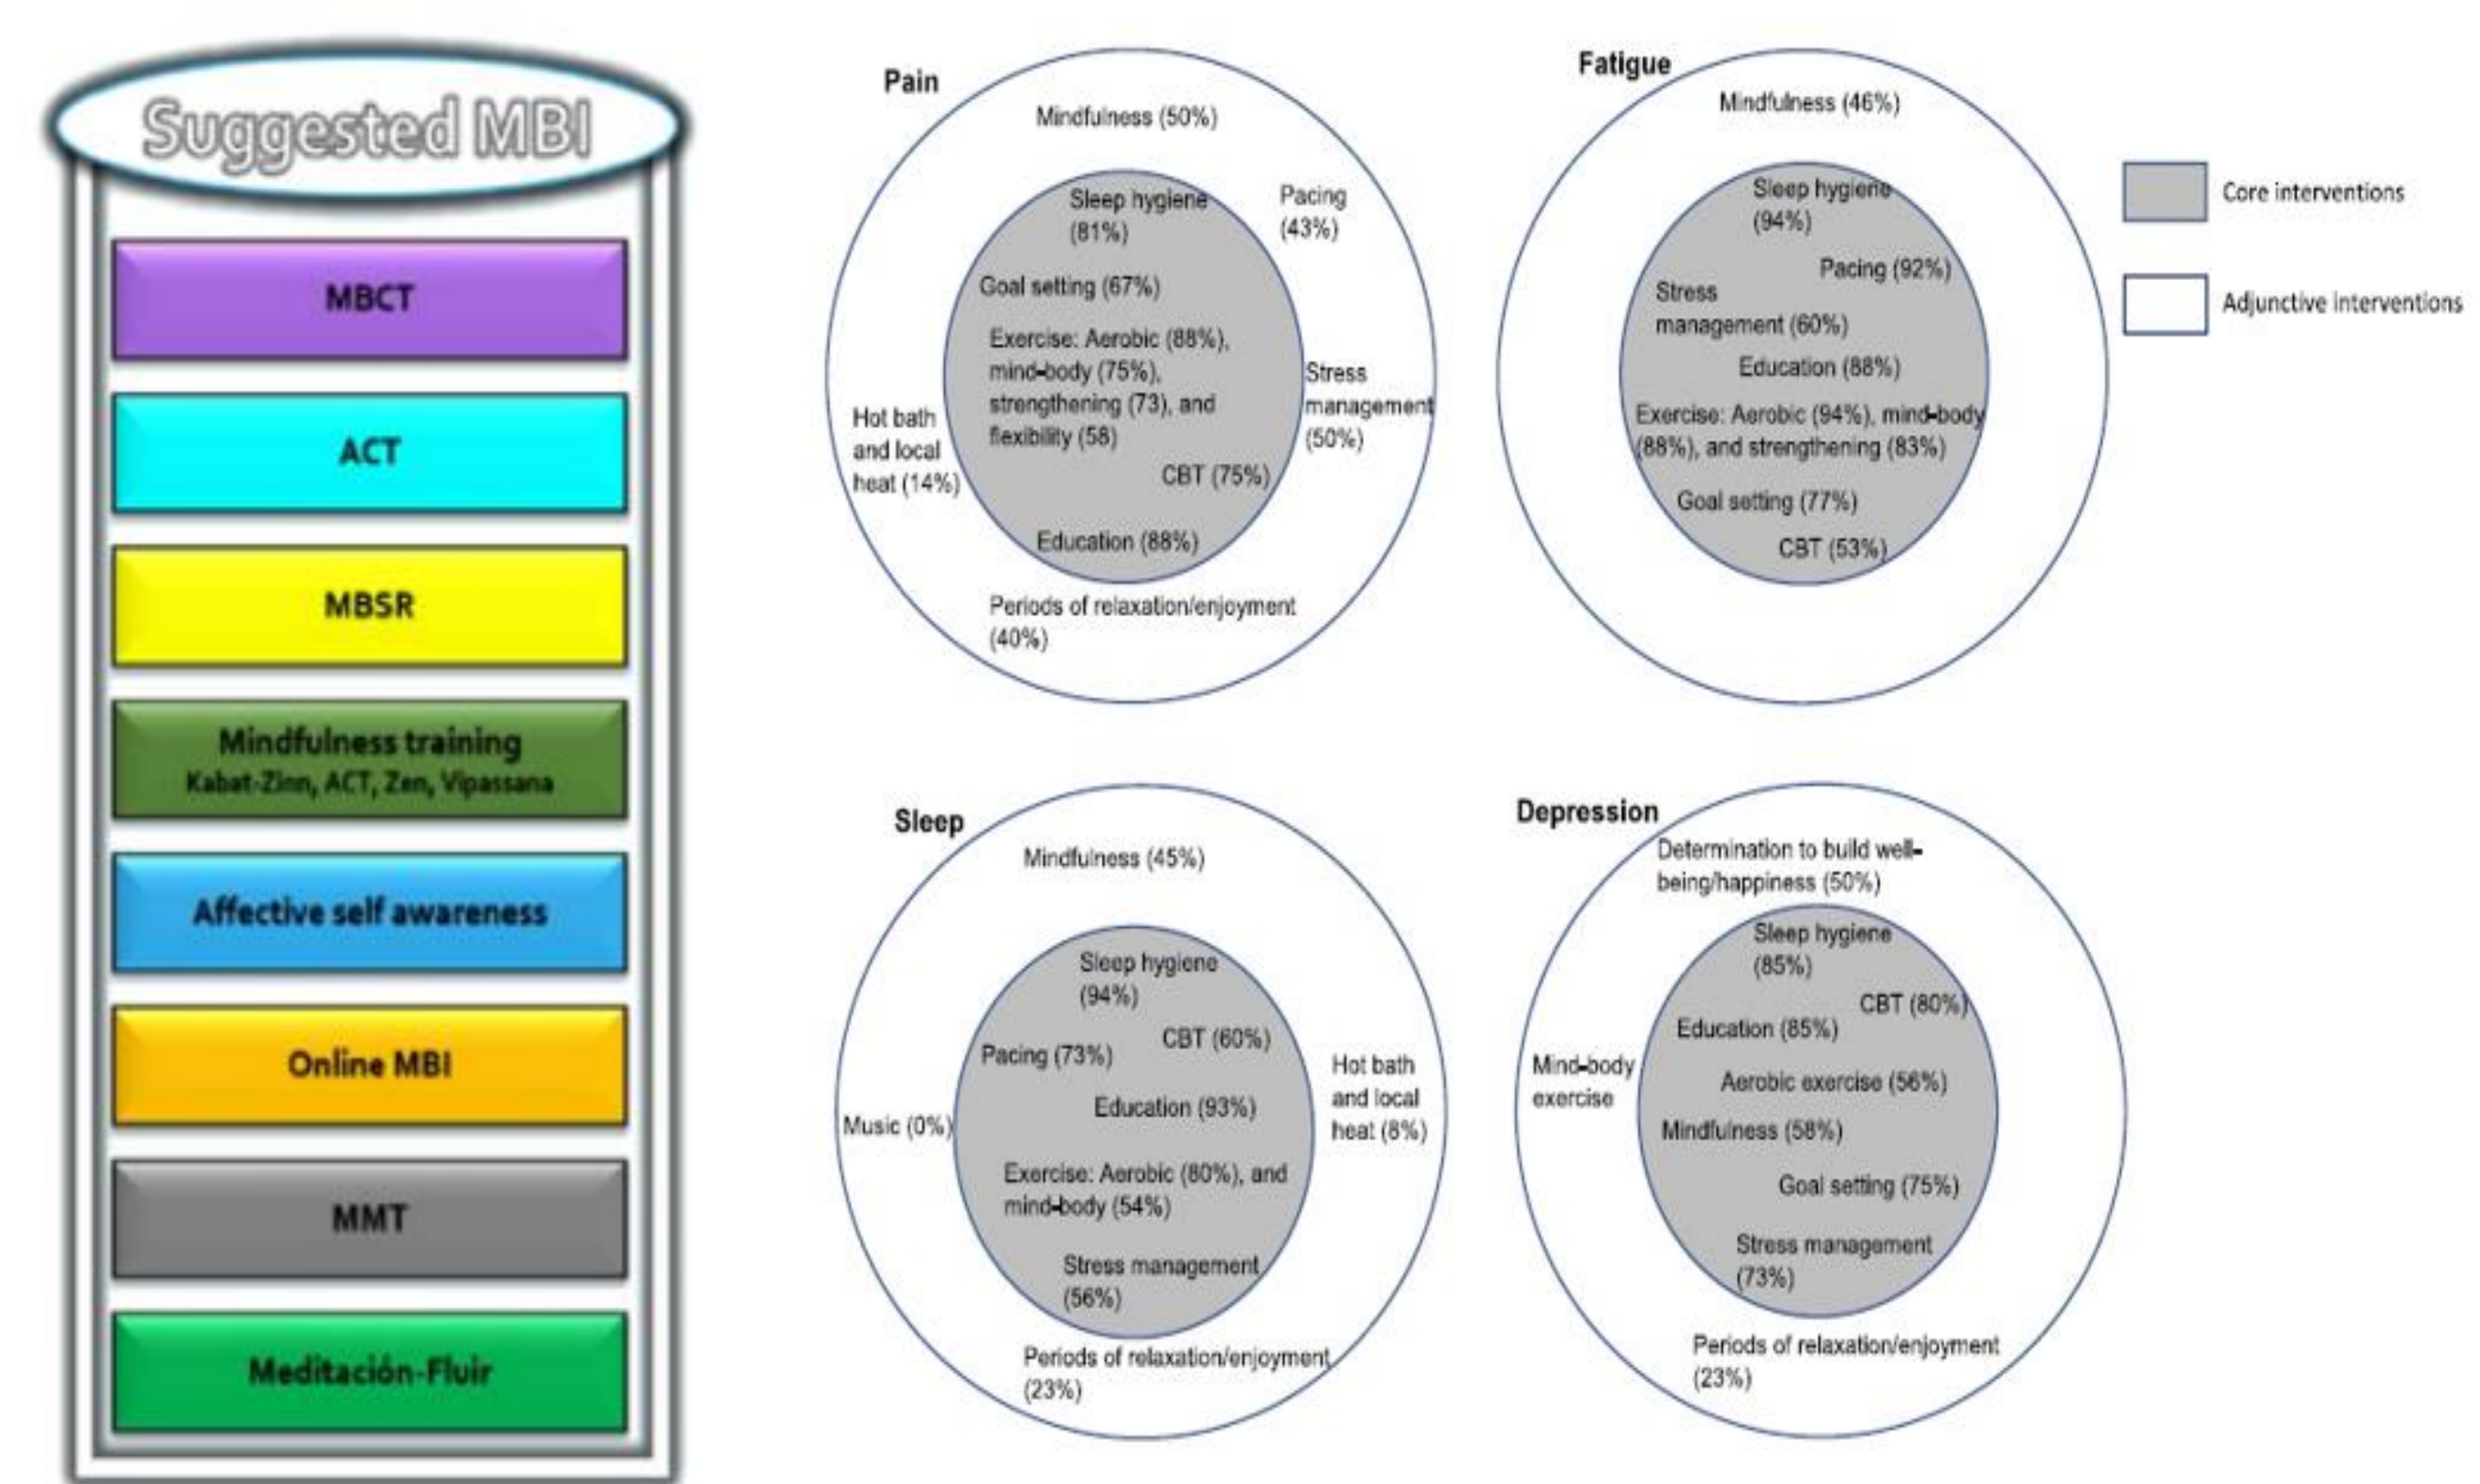 Suggested MBI
MBCT
ACT
MBSR
Mindfulness training
Kabat-Zinn, ACT, Zen, Vipassana
Affective self awareness
Online MBI
MMT
Meditación-Fluir
Pain
Mindfulness (50%)
Sleep hygiene
(81%)
Pacing
(43%)
Goal setting (67%)
Exercise: Aerobic (88%),
mind-body (75%),
strengthening (73), and
flexibility (58)
Stress
management
(50%)
Hot bath
and local
heat (14%)
CBT (75%)
Education (88%)
Periods of relaxation/enjoyment
(40%)
Fatigue
Mindfulness (46%)
Sleep hygiene
(94%)
Pacing (92%)
Stress
management (60%)
Education (88%)
Exercise: Aerobic (94%), mind-body
(88%), and strengthening (83%)
Goal setting (77%)
CBT (53%)
Core interventions
Adjunctive interventions
Sleep
Mindfulness (45%)
Sleep hygiene
(94%)
CBT (60%)
Pacing (73%)
Education (93%)
Music (0%)
Hot bath
and local
heat (8%)
Exercise: Aerobic (80%), and
mind-body (54%)
Stress management
(56%)
Periods of relaxation/enjoyment
(23%)
Depression
Determination to build well-
being/happiness (50%)
Sleep hygiene
(85%)
CBT (80%)
Education (85%)
Mind-body
exercise
Aerobic exercise (56%)
Mindfulness (58%)
Goal setting (75%)
Stress management
(73%)
Periods of relaxation/enjoyment
(23%)